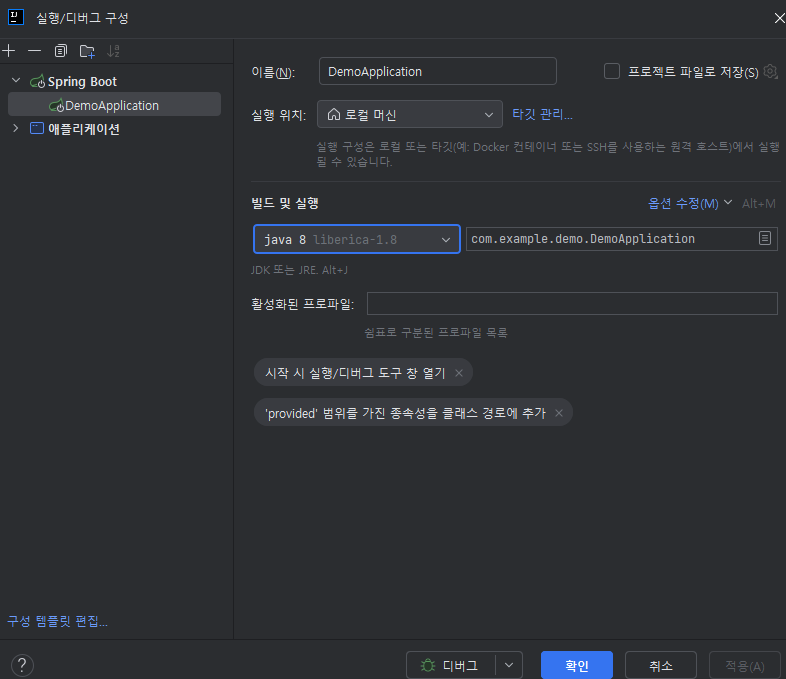 실행/디버그 구성
Spring Boot
DemoApplication
애플리케이션
구성 템플릿 편집...
이름(N):
DemoApplication
프로젝트 파일로 저장(S)
실행 위치:
로컬 머신
타깃 관리...
실행 구성은 로컬 또는 타깃(예: Docker 컨테이너 또는 SSH를 사용하는 원격 호스트)에서 실행
될 수 있습니다.
빌드 및 실행
옵션 수정(M)
Alt+M
java 8 liberica-1.8
com.example.demo.DemoApplication
JDK 또는 JRE. Alt+J
활성화된 프로파일:
쉼표로 구분된 프로파일 목록
시작 시 실행/디버그 도구 창 열기
'provided' 범위를 가진 종속성을 클래스 경로에 추가
?
디버그
확인
취소
적용(A)